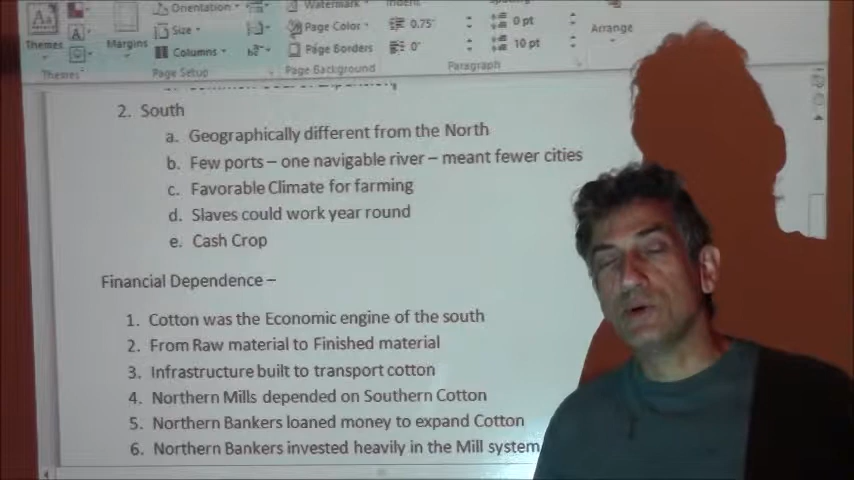 Orientation
Watermark
Spacing
Size
Page Color
0.75"
0 pt
Arrange
Themes
Margins
Columns
Page Borders
0"
10 pt
Themes
Page Setup
Page Background
Paragraph
2. South
a. Geographically different from the North
b. Few ports – one navigable river – meant fewer cities
c. Favorable Climate for farming
d. Slaves could work year round
e. Cash Crop
Financial Dependence –
1. Cotton was the Economic engine of the south
2. From Raw material to Finished material
3. Infrastructure built to transport cotton
4. Northern Mills depended on Southern Cotton
5. Northern Bankers loaned money to expand Cotton
6. Northern Bankers invested heavily in the Mill system